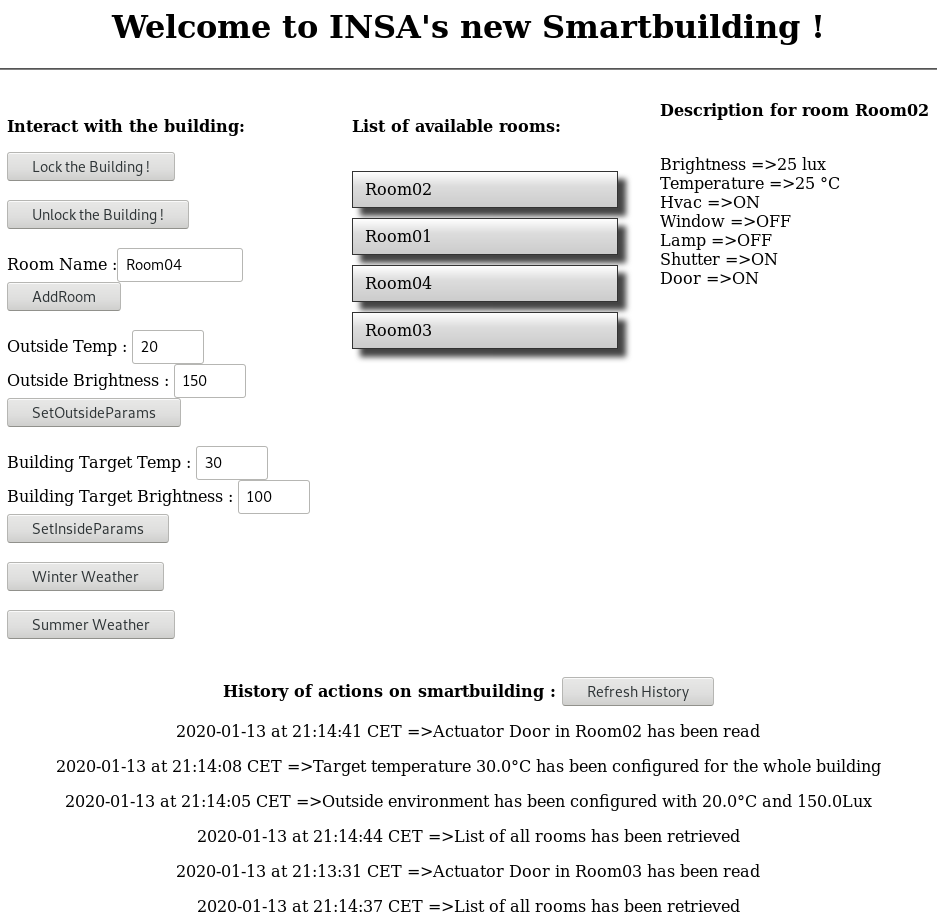 Welcome to INSA's new Smartbuilding !
Interact with the building:
Lock the Building !
Unlock the Building !
Room Name : Room04
AddRoom
Outside Temp : 20
Outside Brightness : 150
SetOutsideParams
Building Target Temp : 30
Building Target Brightness : 100
SetInsideParams
Winter Weather
Summer Weather
List of available rooms:
Room02
Room01
Room04
Room03
Description for room Room02
Brightness =>25 lux
Temperature =>25 °C
Hvac =>ON
Window =>OFF
Lamp =>OFF
Shutter =>ON
Door =>ON
History of actions on smartbuilding : Refresh History
2020-01-13 at 21:14:41 CET =>Actuator Door in Room02 has been read
2020-01-13 at 21:14:08 CET =>Target temperature 30.0°C has been configured for the whole building
2020-01-13 at 21:14:05 CET =>Outside environment has been configured with 20.0°C and 150.0Lux
2020-01-13 at 21:14:44 CET =>List of all rooms has been retrieved
2020-01-13 at 21:13:31 CET =>Actuator Door in Room03 has been read
2020-01-13 at 21:14:37 CET =>List of all rooms has been retrieved